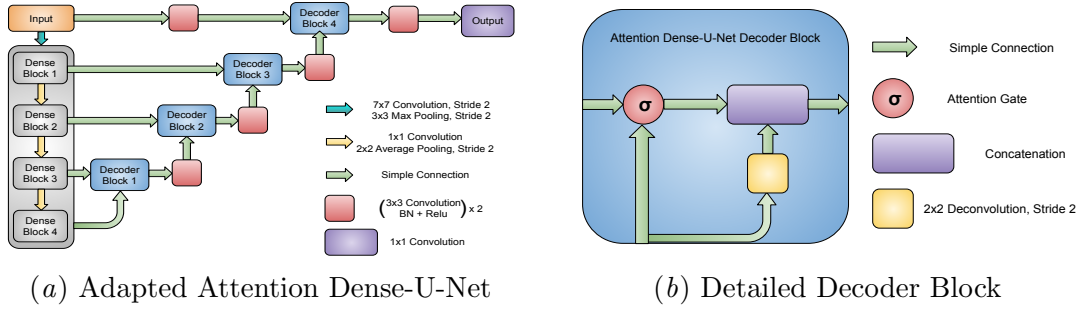 Input
Decoder
Block 4
Output
Dense
Block 1
Decoder
Block 3
Dense
Block 2
Decoder
Block 2
Dense
Block 3
Decoder
Block 1
Dense
Block 4
7x7 Convolution, Stride 2
3x3 Max Pooling, Stride 2
1x1 Convolution
2x2 Average Pooling, Stride 2
Simple Connection
(3x3 Convolution
BN + Relu) x 2
1x1 Convolution
(a) Adapted Attention Dense-U-Net
Attention Dense-U-Net Decoder Block
σ
Simple Connection
σ
Attention Gate
Concatenation
2x2 Deconvolution, Stride 2
(b) Detailed Decoder Block